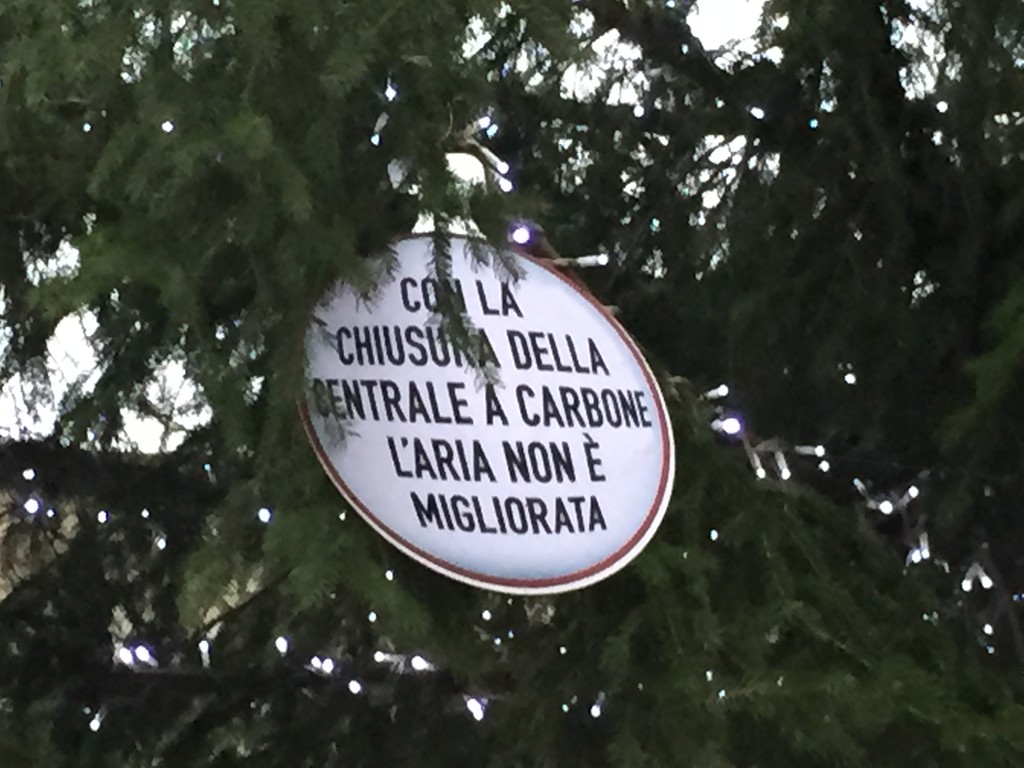 CON LA
CHIUSURA DELLA
CENTRALE A CARBONE
L'ARIA NON È
MIGLIORATA